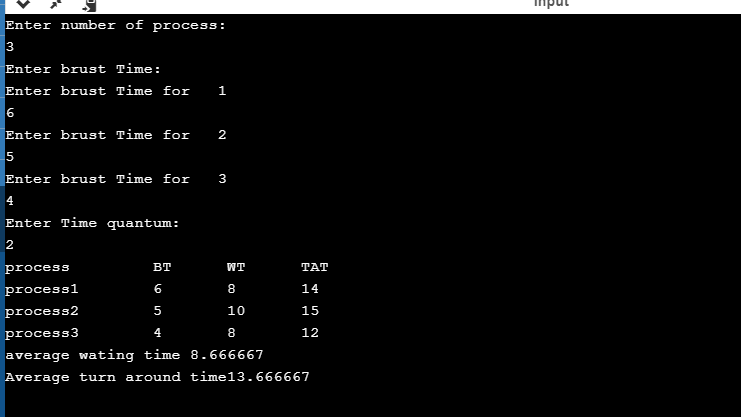 input
Enter number of process:
3
Enter brust Time:
Enter brust Time for 1
6
Enter brust Time for 2
5
Enter brust Time for 3
4
Enter Time quantum:
2
process BT WT TAT
process1 6 8 14
process2 5 10 15
process3 4 8 12
average wating time 8.666667
Average turn around time13.666667